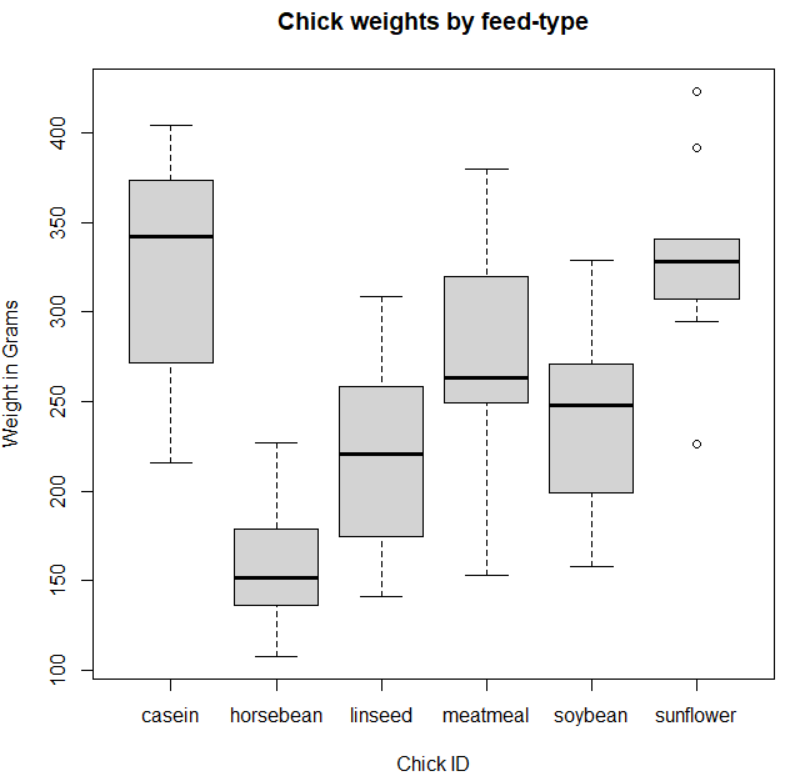 Chick weights by feed-type
Weight in Grams
400
350
300
250
200
150
100
casein horsebean linseed meatmeal soybean sunflower
Chick ID